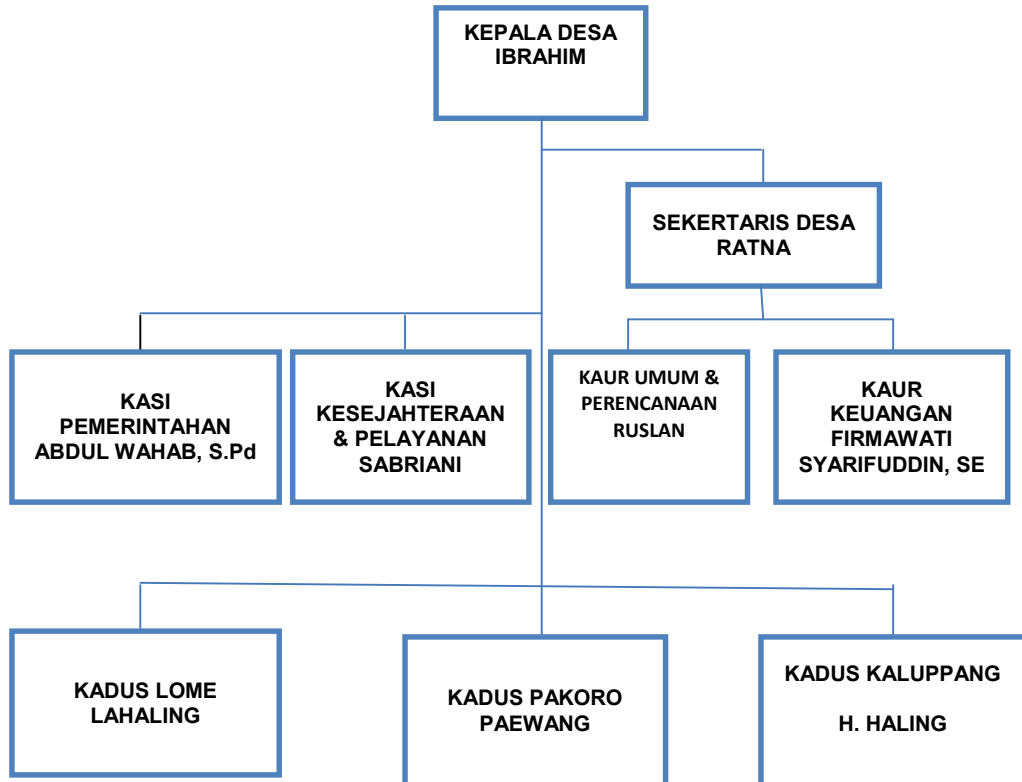 KEPALA DESA
IBRAHIM
SEKERTARIS DESA
RATNA
KASI
PEMERINTAHAN
ABDUL WAHAB, S.Pd
KASI
KESEJAHTERAAN
& PELAYANAN
SABRIANI
KAUR UMUM &
PERENCANAAN
RUSLAN
KAUR
KEUANGAN
FIRMAWATI
SYARIFUDDIN, SE
KADUS LOME
LAHALING
KADUS PAKORO
PAEWANG
KADUS KALUPPANG
H. HALING